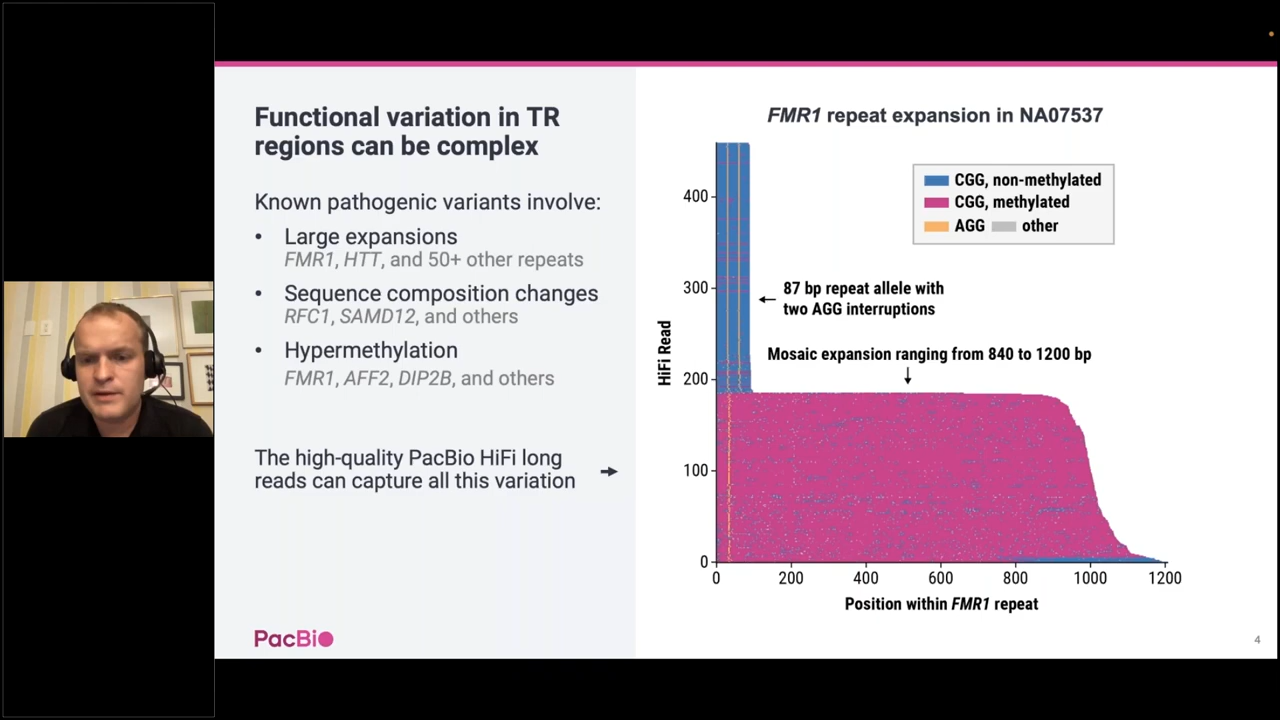 Functional variation in TR
regions can be complex
Known pathogenic variants involve:
• Large expansions
FMR1, HTT, and 50+ other repeats
• Sequence composition changes
RFC1, SAMD12, and others
• Hypermethylation
FMR1, AFF2, DIP2B, and others
The high-quality PacBio HiFi long
reads can capture all this variation
PacBio
FMR1 repeat expansion in NA07537
CGG, non-methylated
CGG, methylated
AGG other
87 bp repeat allele with
two AGG interruptions
Mosaic expansion ranging from 840 to 1200 bp
HiFi Read
400
300
200
100
0
0 200 400 600 800 1000 1200
Position within FMR1 repeat
4